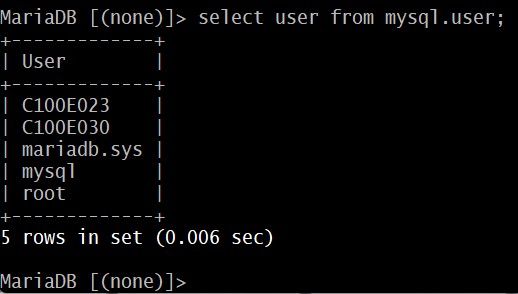 MariaDB [(none)]> select user from mysql.user;
+-------------+
| User        |
+-------------+
| C100E023    |
| C100E030    |
| mariadb.sys |
| mysql       |
| root        |
+-------------+
5 rows in set (0.006 sec)
MariaDB [(none)]>